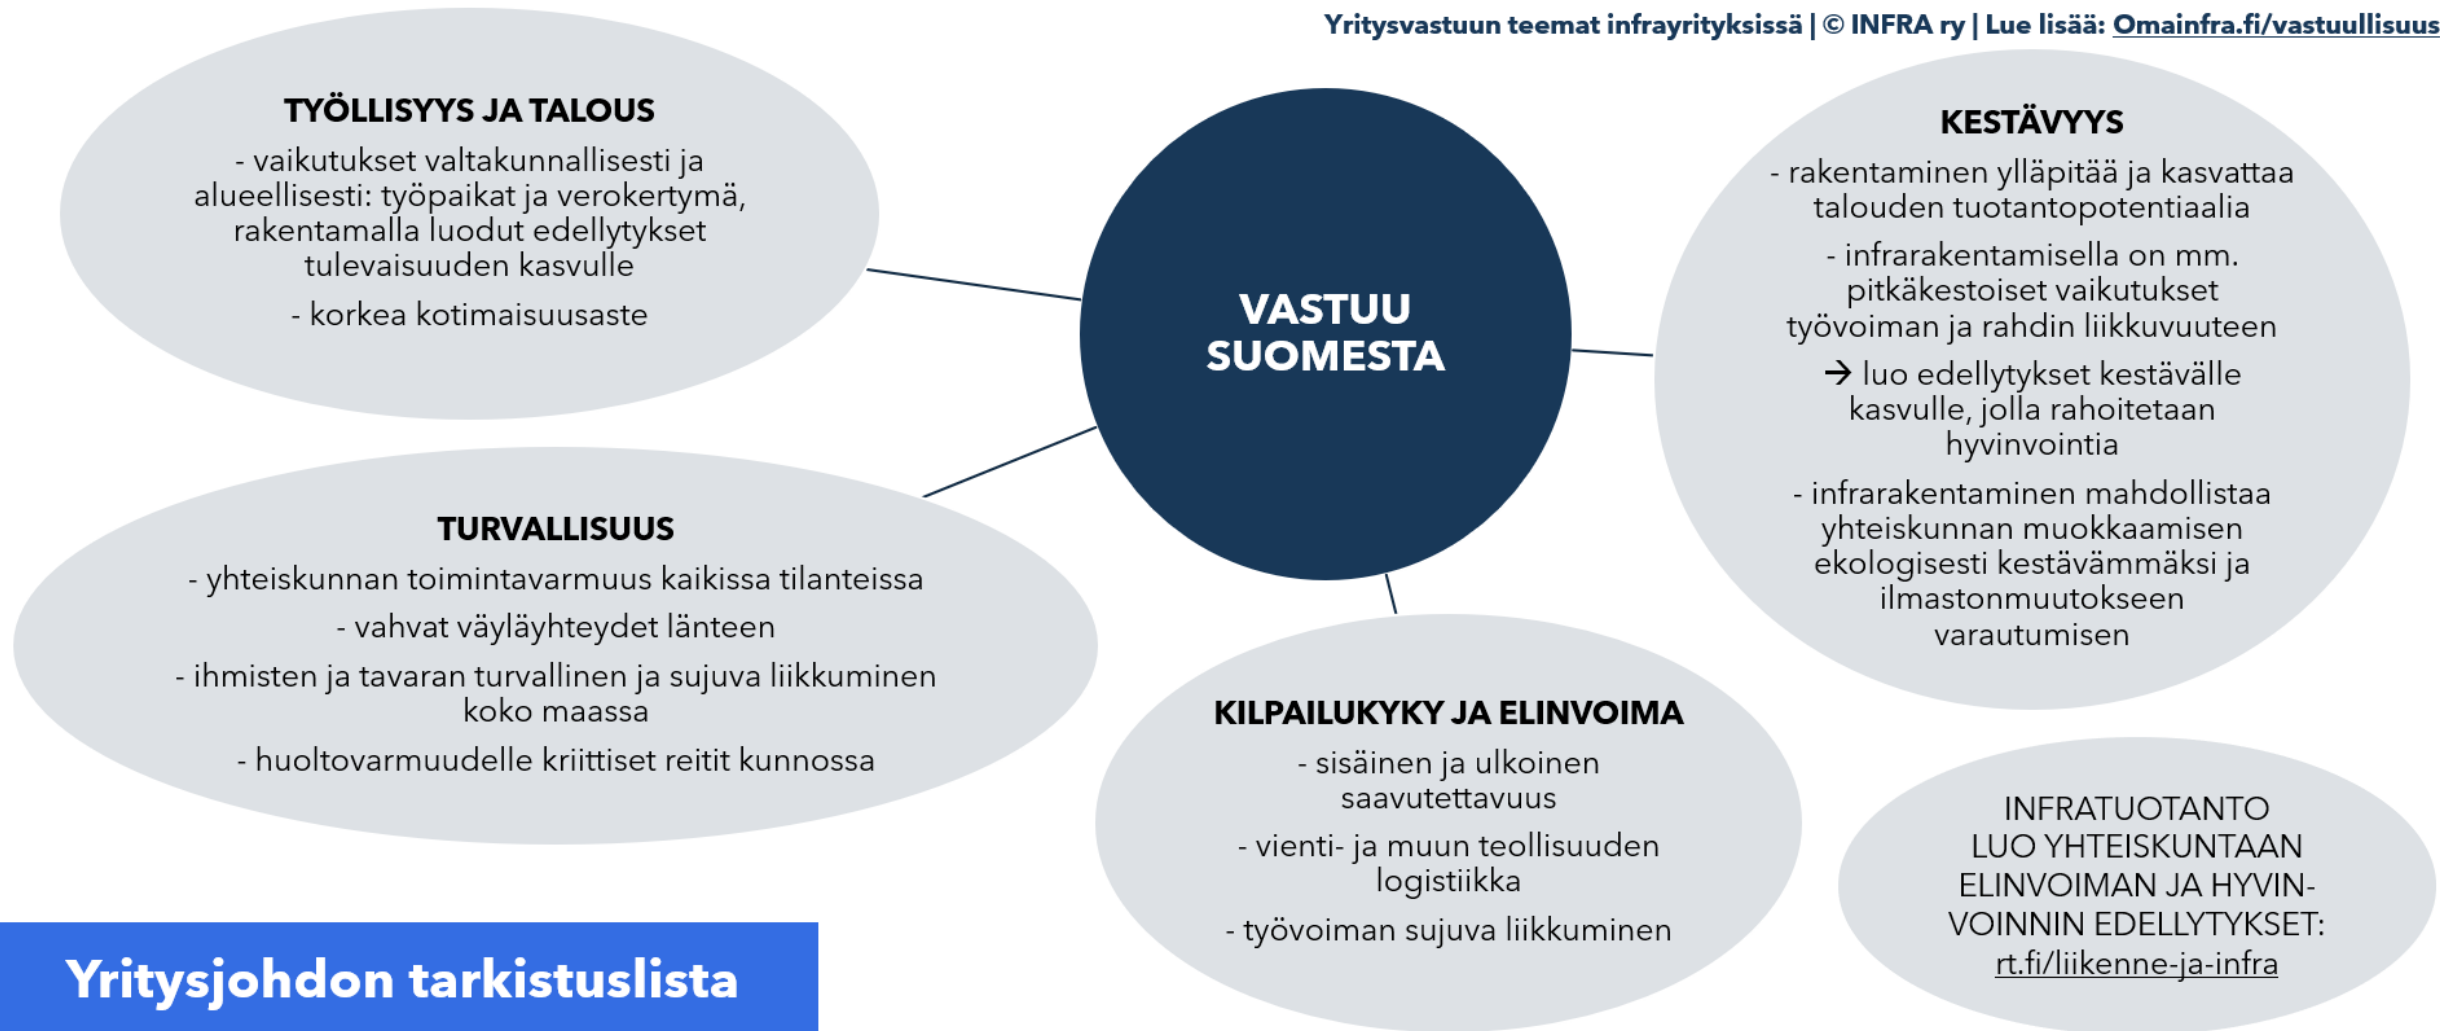 Yritysvastuun teemat infrayrityksissä | © INFRA ry | Lue lisää: Omainfra.fi/vastuullisuus
TYÖLLISYYS JA TALOUS
- vaikutukset valtakunnallisesti ja
alueellisesti: työpaikat ja verokertymä,
rakentamalla luodut edellytykset
tulevaisuuden kasvulle
- korkea kotimaisuusaste
VASTUU
SUOMESTA
KESTÄVYYS
- rakentaminen ylläpitää ja kasvattaa
talouden tuotantopotentiaalia
- infrarakentamisella on mm.
pitkäkestoiset vaikutukset
työvoiman ja rahdin liikkuvuuteen
→ luo edellytykset kestävälle
kasvulle, jolla rahoitetaan
hyvinvointia
- infrarakentaminen mahdollistaa
yhteiskunnan muokkaamisen
ekologisesti kestävämmäksi ja
ilmastonmuutokseen
varautumisen
TURVALLISUUS
- yhteiskunnan toimintavarmuus kaikissa tilanteissa
- vahvat väyläyhteydet länteen
- ihmisten ja tavaran turvallinen ja sujuva liikkuminen
koko maassa
- huoltovarmuudelle kriittiset reitit kunnossa
KILPAILUKYKY JA ELINVOIMA
- sisäinen ja ulkoinen
saavutettavuus
- vienti- ja muun teollisuuden
logistiikka
- työvoiman sujuva liikkuminen
INFRATUOTANTO
LUO YHTEISKUNTAAN
ELINVOIMAN JA HYVIN-
VOINNIN EDELLYTYKSET:
rt.fi/liikenne-ja-infra
Yritysjohdon tarkistuslista